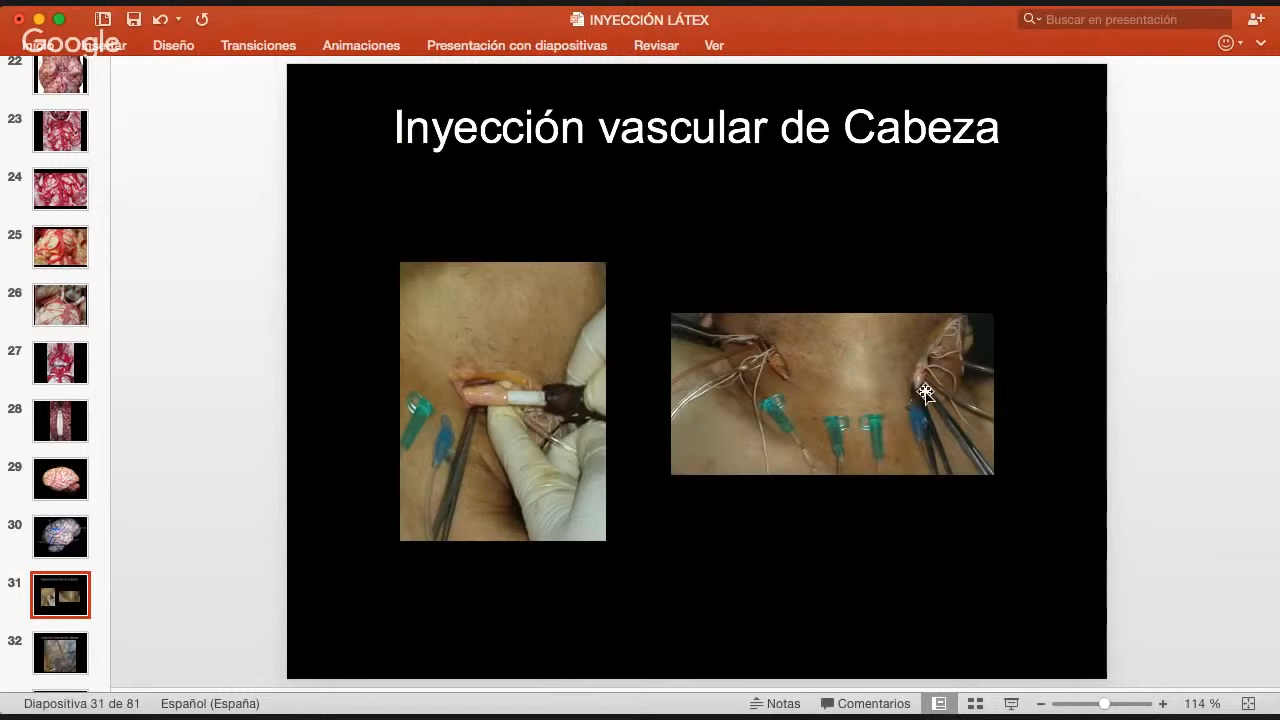 INYECCIÓN LÁTEX
Buscar en presentación
Google
Inicio Insertar Diseño Transiciones Animaciones Presentación con diapositivas Revisar Ver
22
23
24
25
26
27
28
29
30
31
32
Inyección vascular de Cabeza
Diapositiva 31 de 81 Español (España) Notas Comentarios 114 %